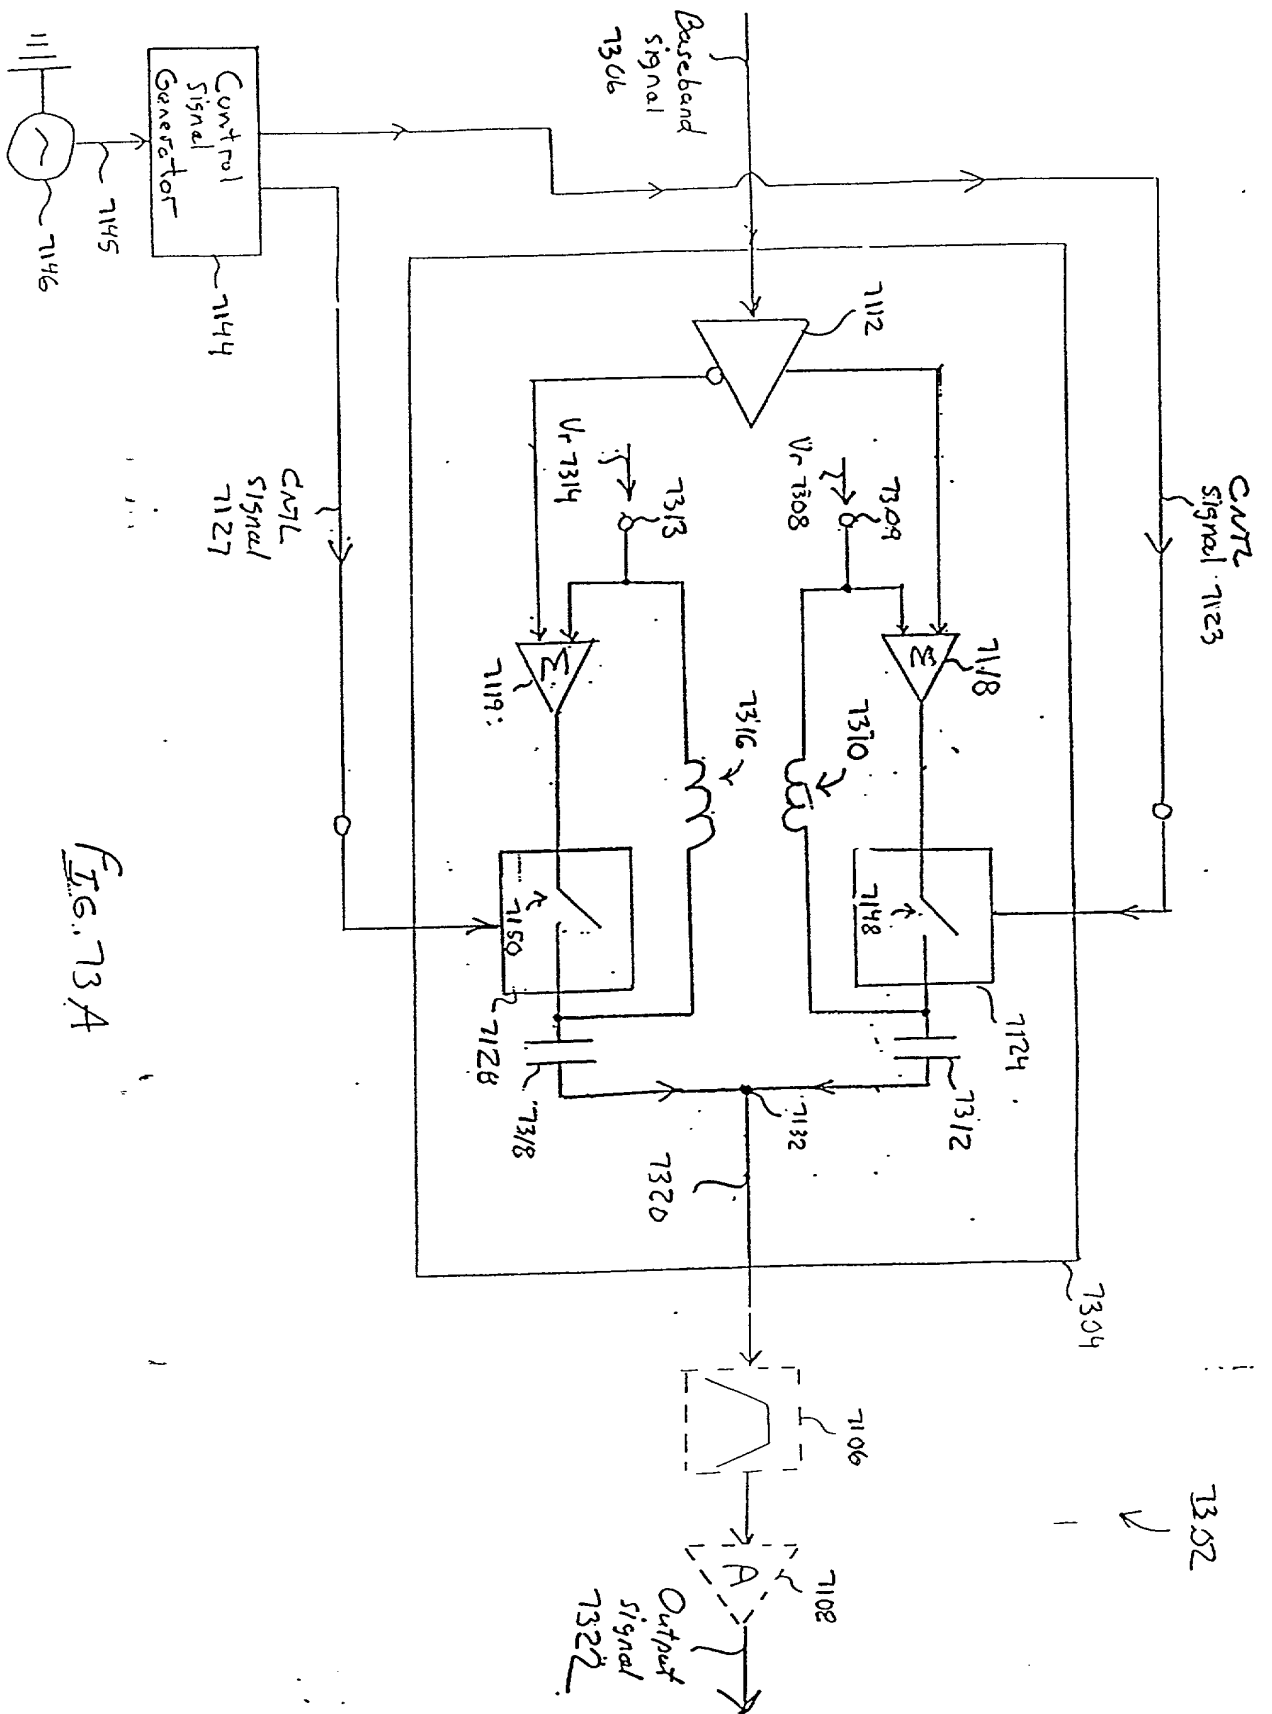 7302
7304
CNTL
signal 7123
7118
7124
7148
7312
7112
7309
Vr 7308
7310
Σ
7132
7106
7108
A
Baseband
signal
7306
7313
Vr 7314
7316
7320
Output
signal
7322
Σ
7119
7150
7128
7318
CNTL
signal
7127
Control
Signal
Generator
7144
7145
7146
FIG. 73A